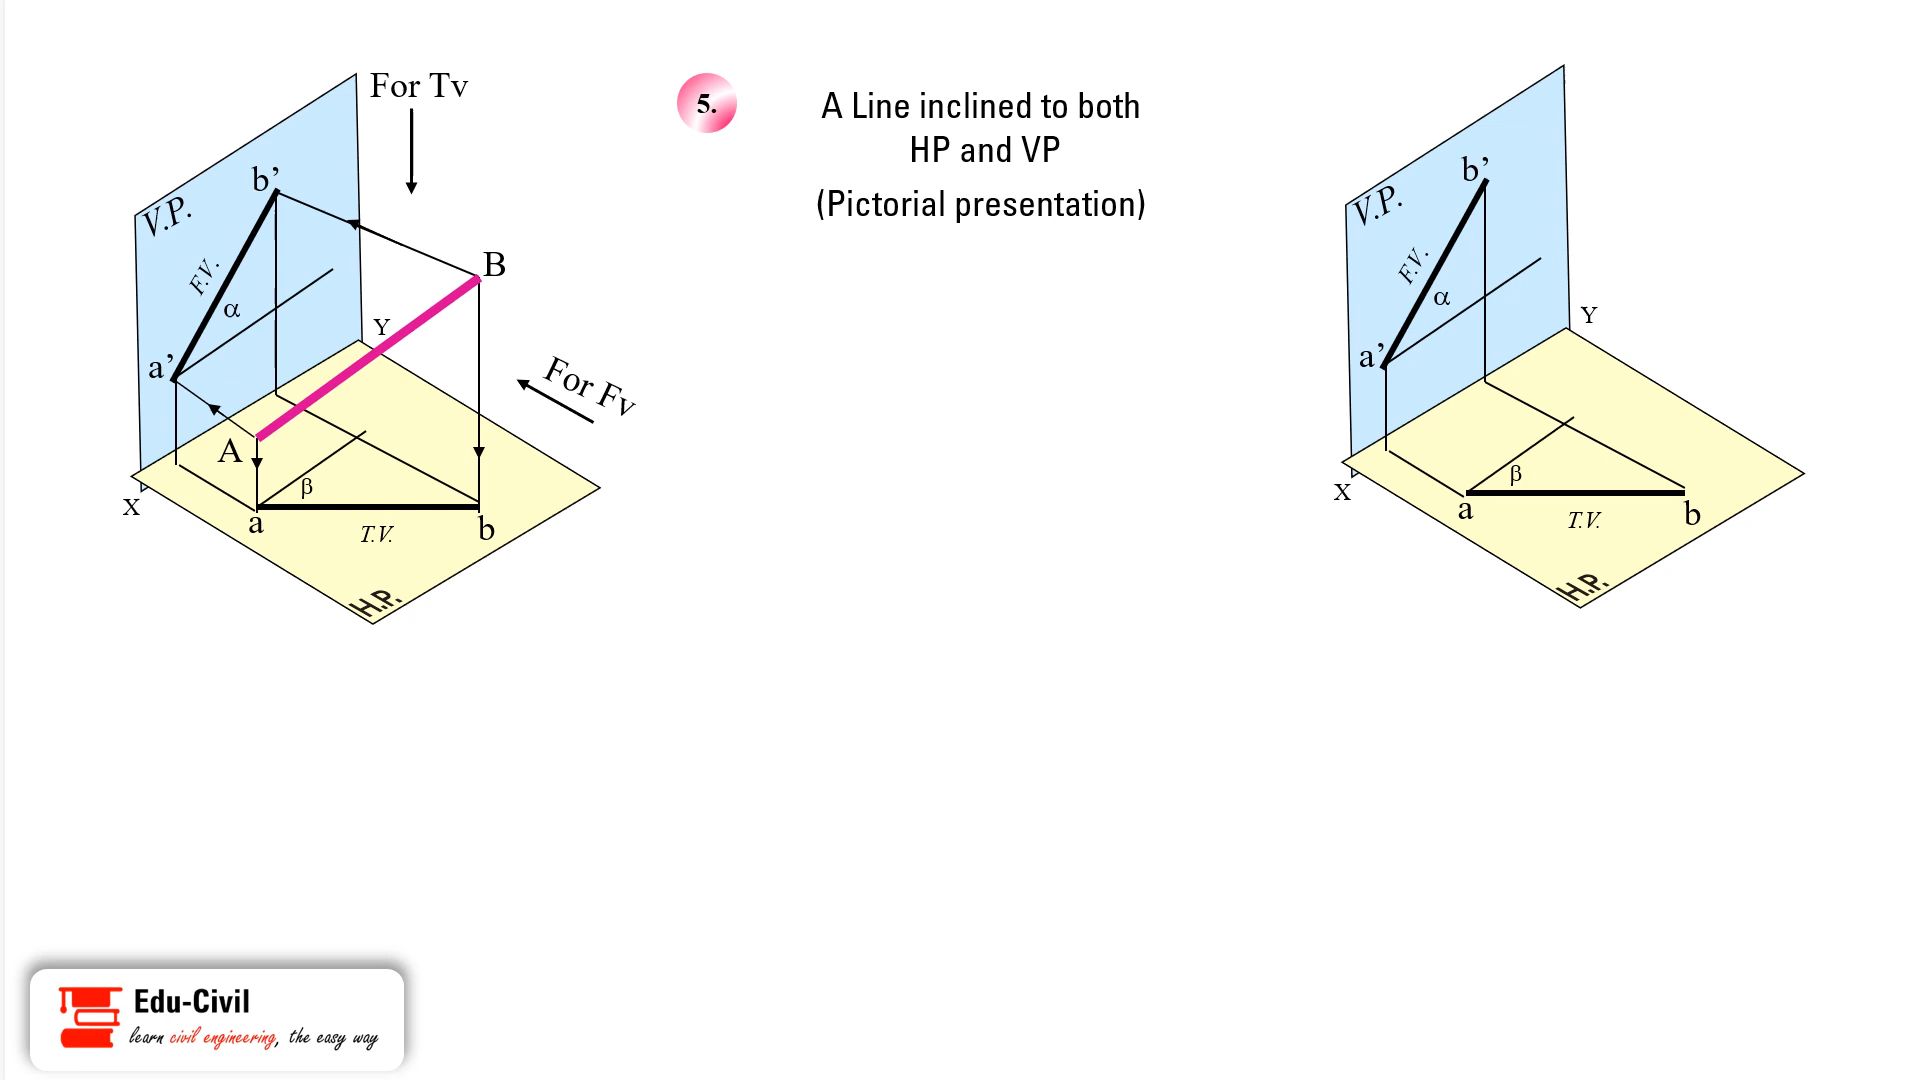 For Tv
5.
A Line inclined to both
HP and VP
(Pictorial presentation)
V.P.
b’
F.V.
α
a’
B
Y
For Fv
A
β
X
a
b
T.V.
H.P.
V.P.
b’
F.V.
α
a’
Y
β
X
a
b
T.V.
H.P.
Edu-Civil
learn civil engineering, the easy way